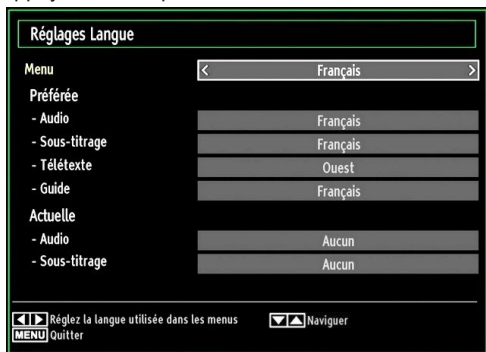 Réglages Langue
Menu < Français >
Préférée
- Audio Français
- Sous-titrage Français
- Télétexte Ouest
- Guide Français
Actuelle
- Audio Aucun
- Sous-titrage Aucun
Réglez la langue utilisée dans les menus Naviguer
MENU Quitter